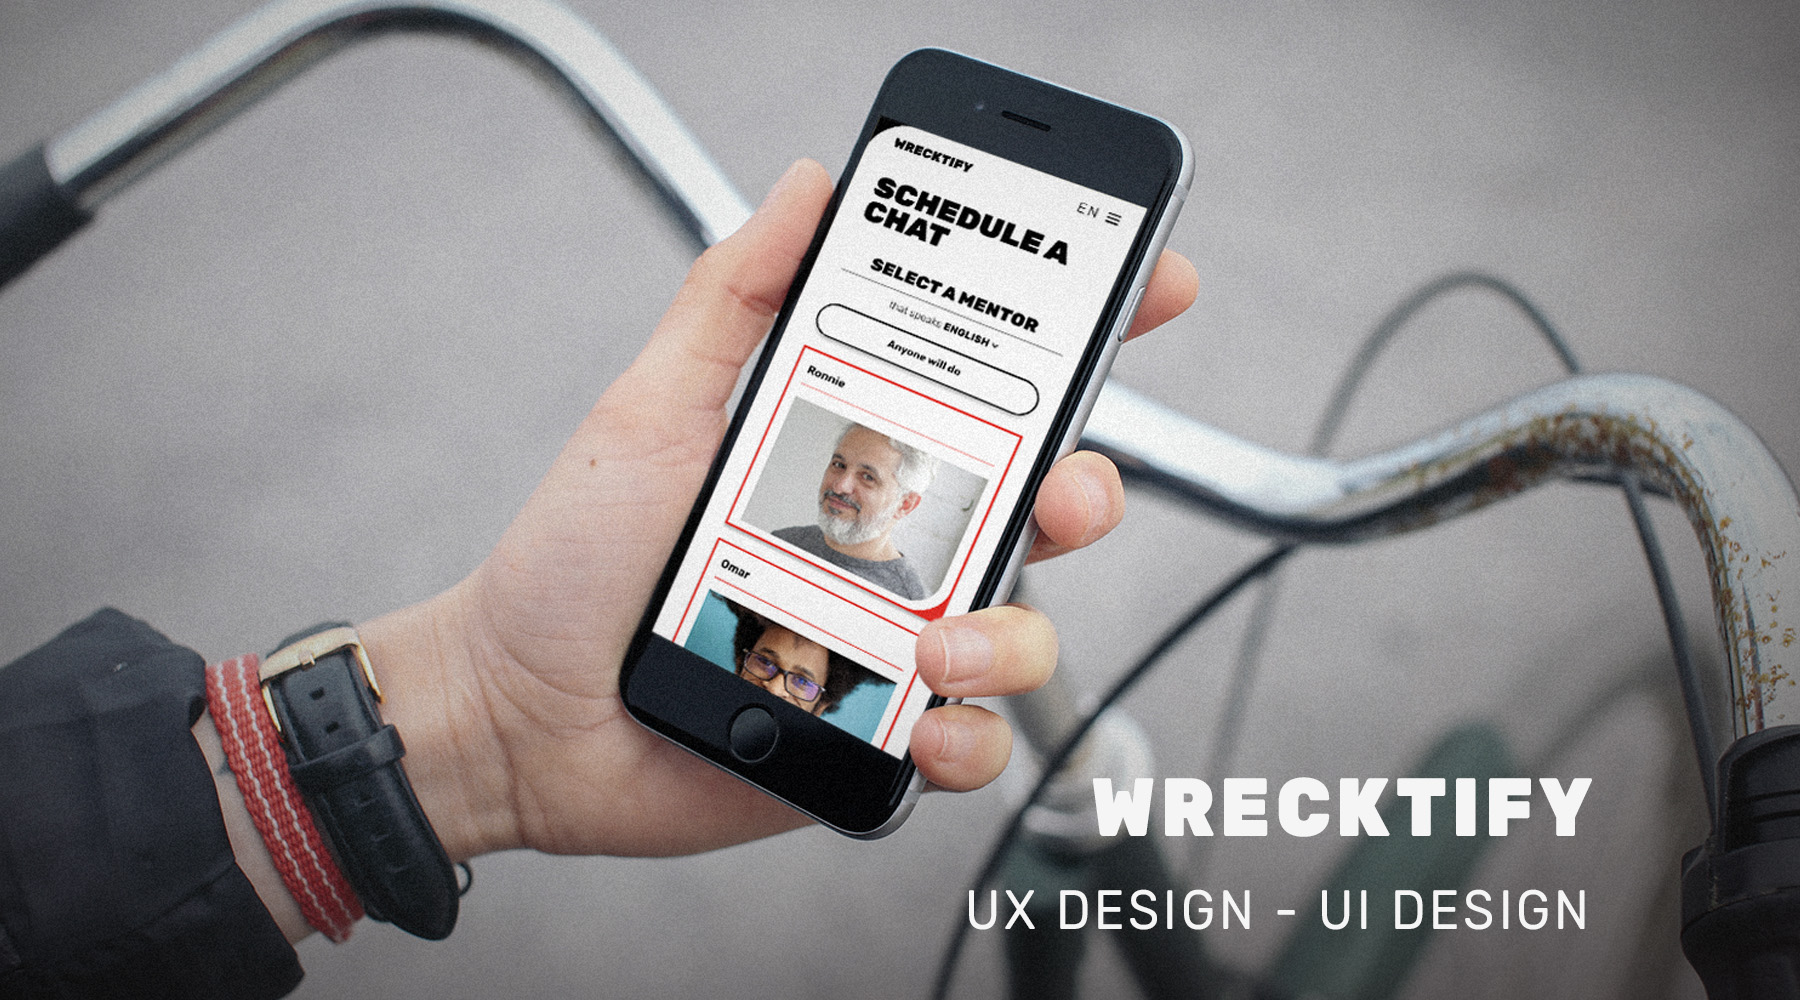 WRECKTIFY
EN
SCHEDULE A
CHAT
SELECT A MENTOR
that speaks ENGLISH
Anyone will do
Ronnie
Omar
WRECKTIFY
UX DESIGN - UI DESIGN